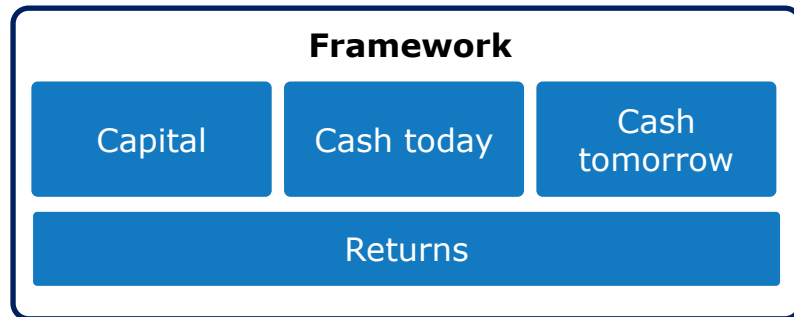 Framework
Capital
Cash today
Cash
tomorrow
Returns